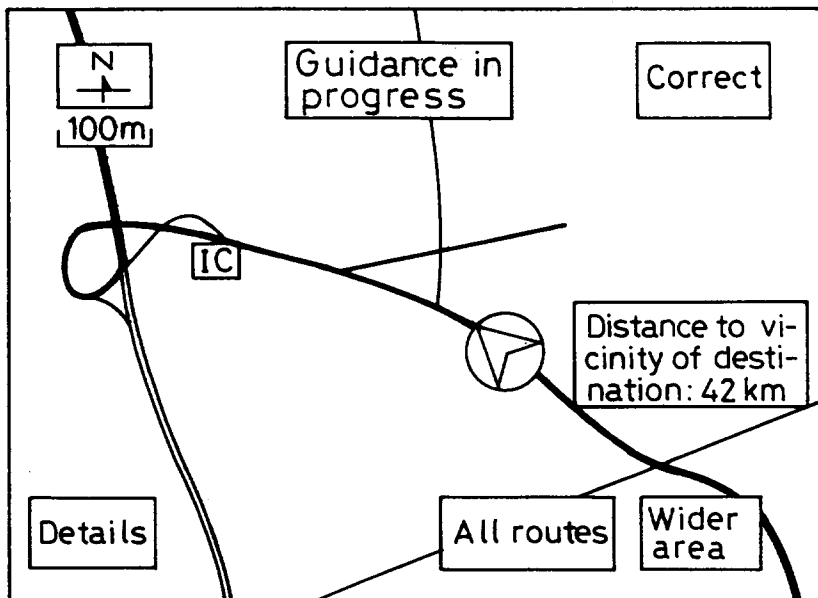 N
100m
Guidance in
progress
Correct
IC
Distance to vi-
cinity of desti-
nation: 42 km
Details
All routes
Wider
area